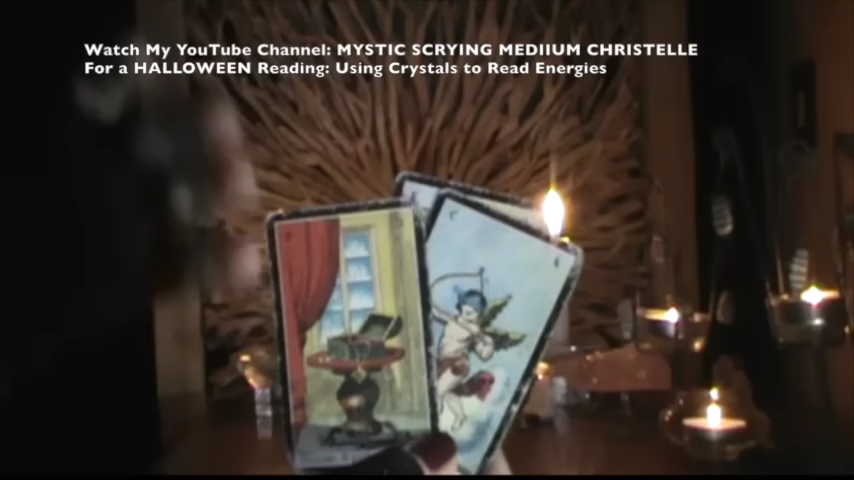 Watch My YouTube Channel: MYSTIC SCRYING MEDIIUM CHRISTELLE
For a HALLOWEEN Reading: Using Crystals to Read Energies